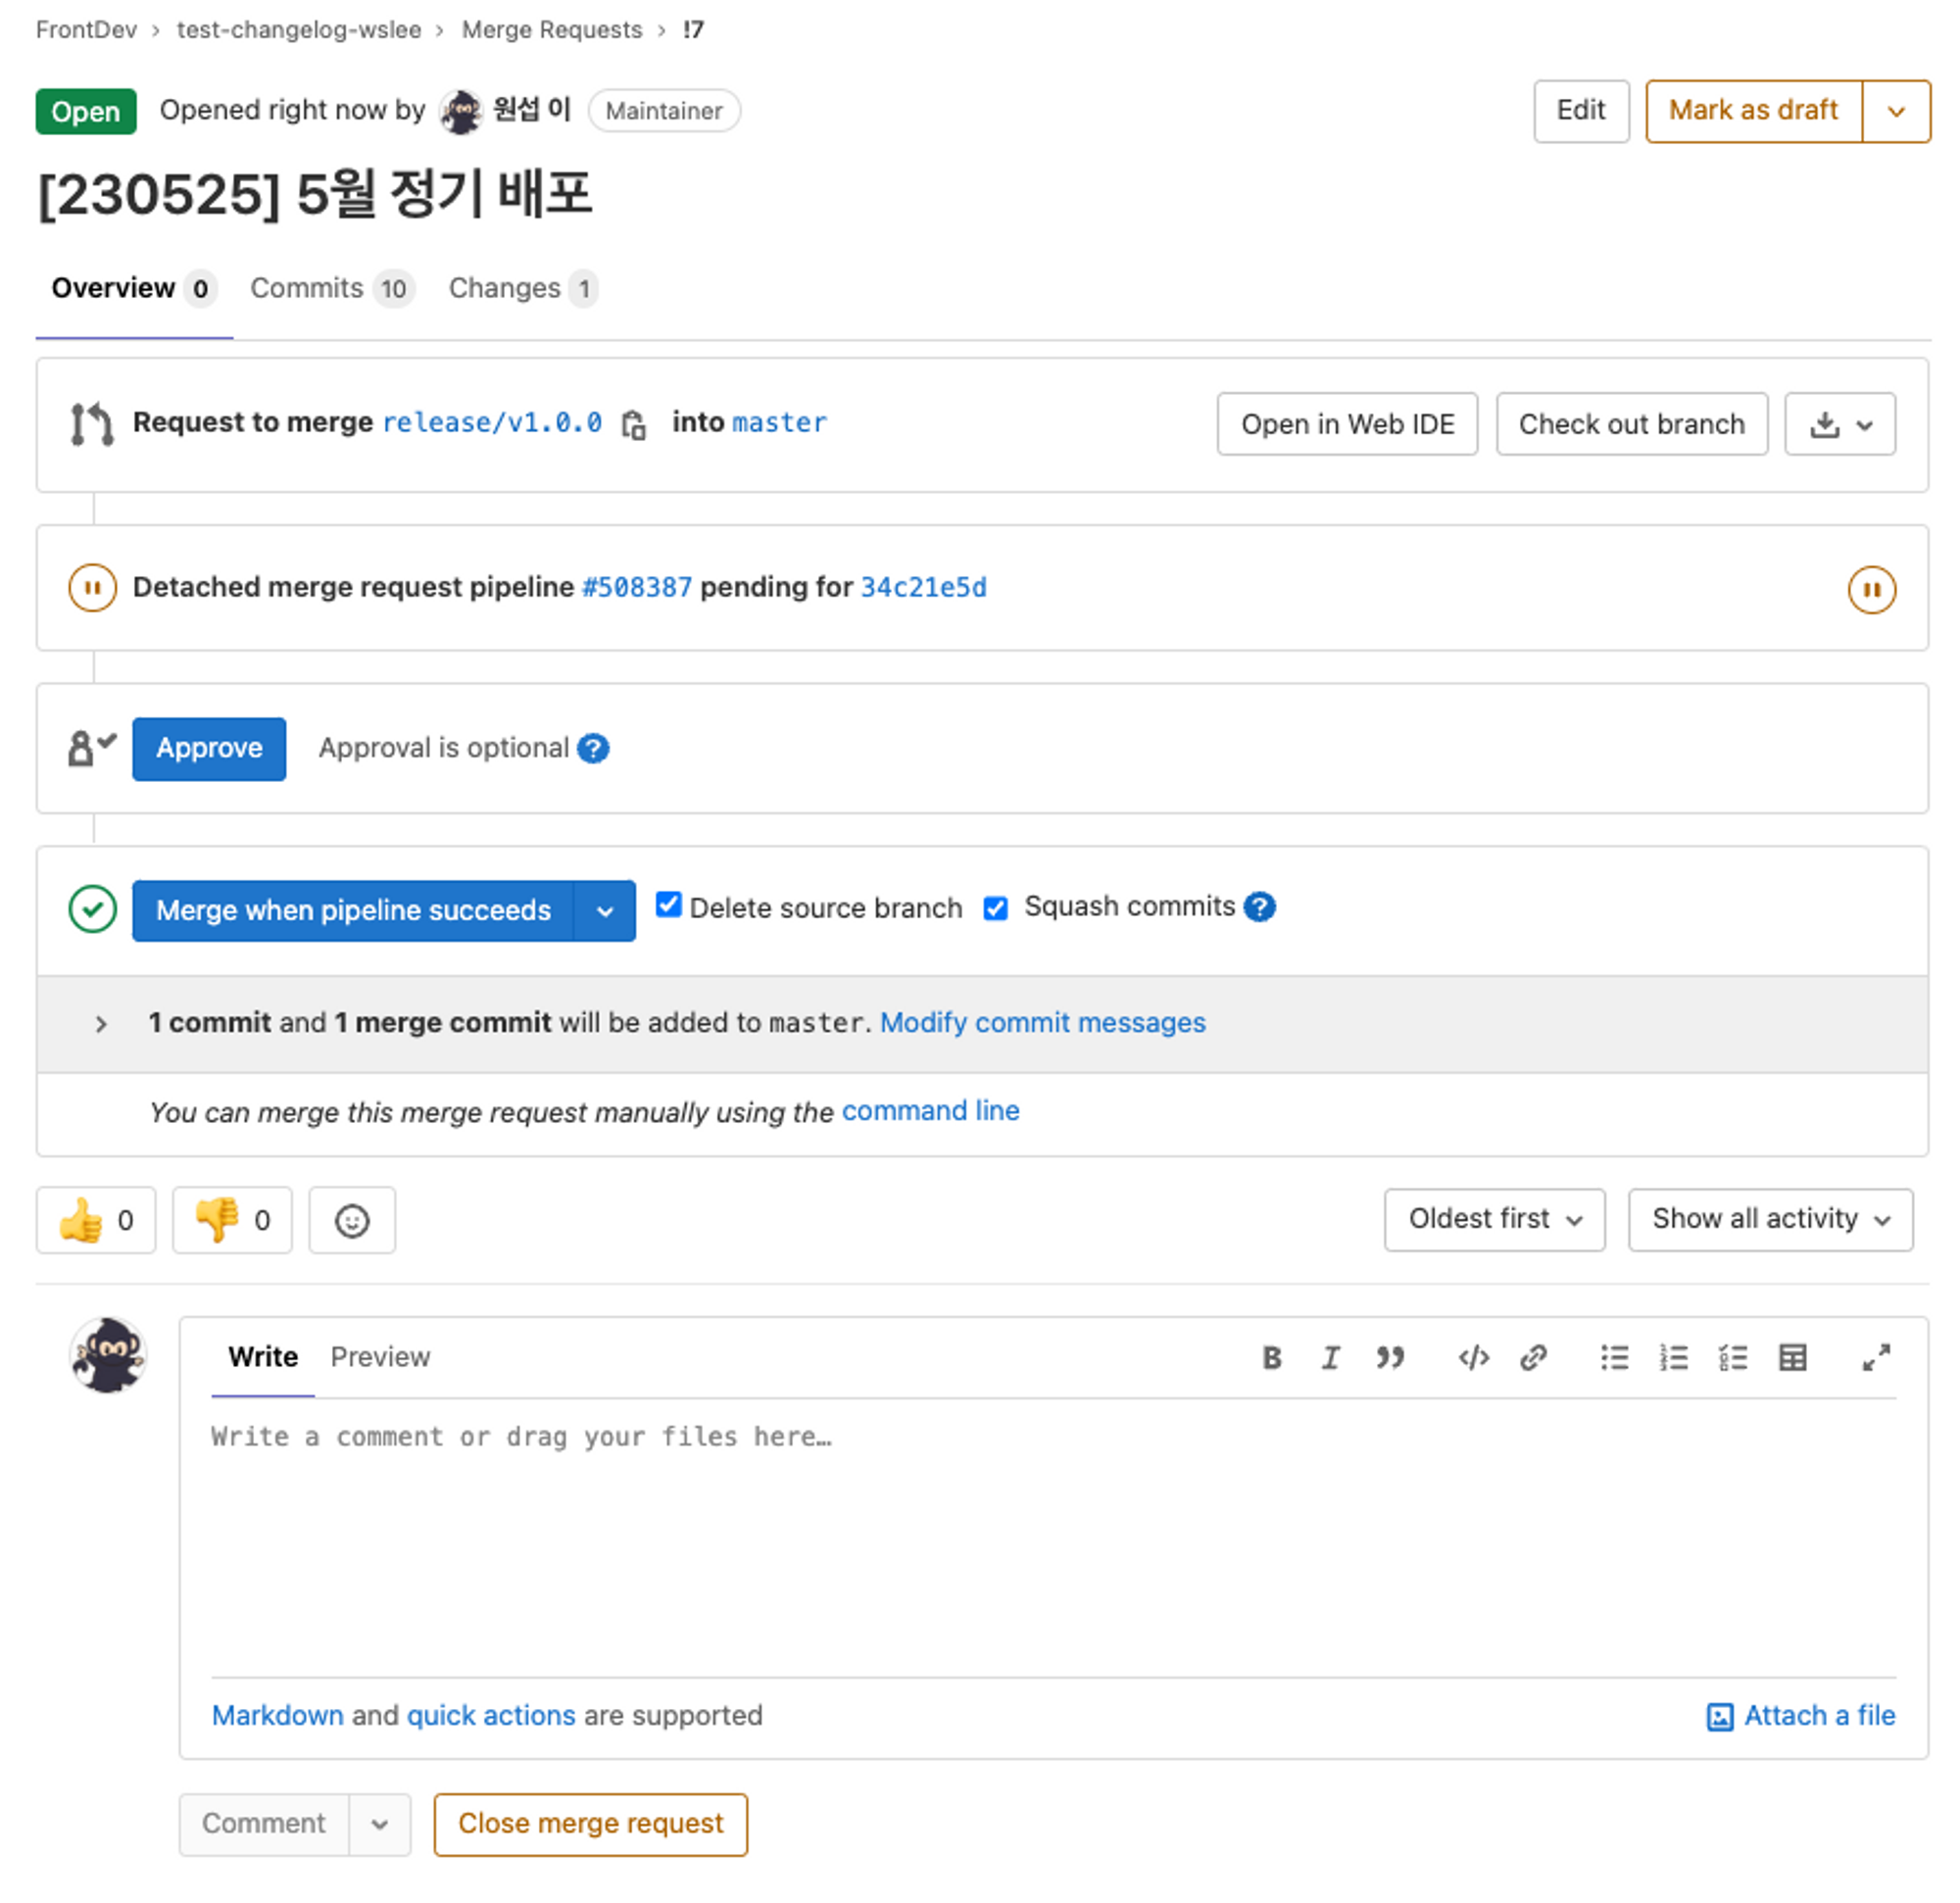 FrontDev › test-changelog-wslee › Merge Requests › !7
Open Opened right now by 원섭 이 Maintainer Edit Mark as draft
[230525] 5월 정기 배포
Overview 0 Commits 10 Changes 1
Request to merge release/v1.0.0 into master Open in Web IDE Check out branch
Detached merge request pipeline #508387 pending for 34c21e5d
Approve Approval is optional ?
Merge when pipeline succeeds Delete source branch Squash commits ?
1 commit and 1 merge commit will be added to master. Modify commit messages
You can merge this merge request manually using the command line
0 0 Oldest first Show all activity
Write Preview
Write a comment or drag your files here…
Markdown and quick actions are supported Attach a file
Comment Close merge request